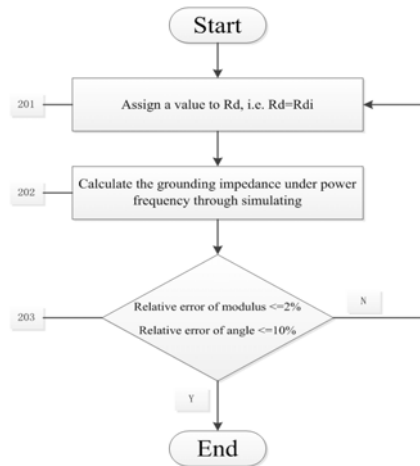 Start
201
Assign a value to Rd, i.e. Rd=Rdi
202
Calculate the grounding impedance under power
frequency through simulating
203
Relative error of modulus <=2%
Relative error of angle <=10%
N
Y
End